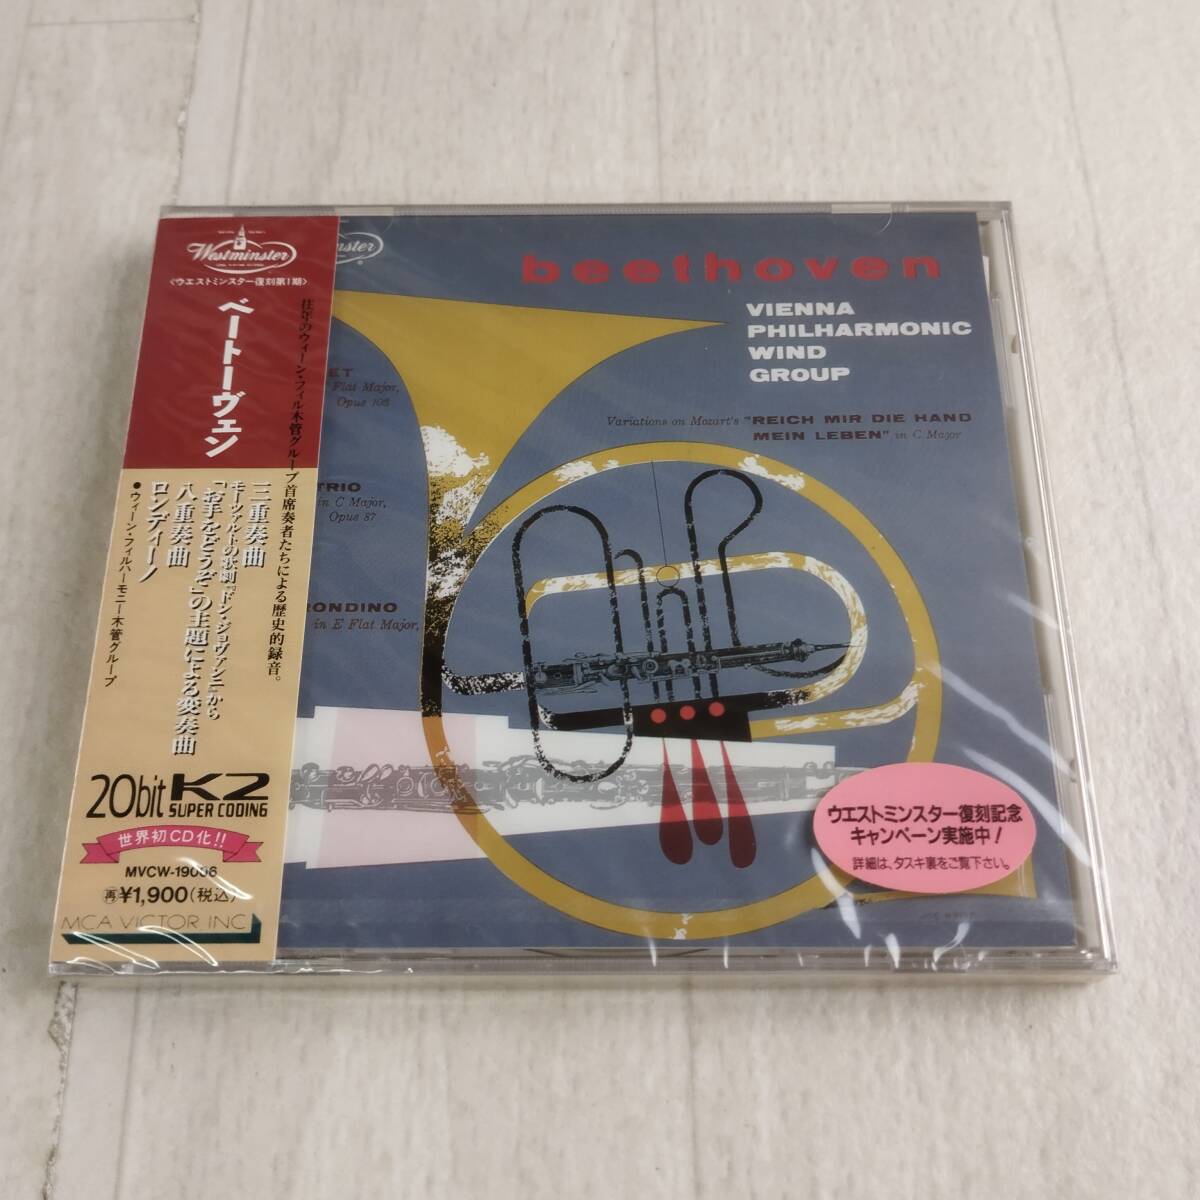 Westminster
<ウエストミンスター復刻第1期>
ベートーヴェン
往年のウィーン・フィル木管グループ首席奏者たちによる歴史的録音。
三重奏曲
モーツァルトの歌劇『ドン・ジョヴァンニ』から
「お手をどうぞ」の主題による変奏曲
八重奏曲
ロンディーノ
●ウィーン・フィルハーモニー木管グループ
20bit K2
SUPER CODING
世界初CD化!!
MVCW-19006
再¥1,900(税込)
MCA VICTOR INC
beethoven
VIENNA
PHILHARMONIC
WIND
GROUP
Flat Major,
Opus 103
Variations on Mozart's "REICH MIR DIE HAND
MEIN LEBEN" in C Major
TRIO
in C Major,
Opus 87
RONDINO
in E Flat Major,
ウエストミンスター復刻記念
キャンペーン実施中!
詳細は、タスキ裏をご覧下さい。